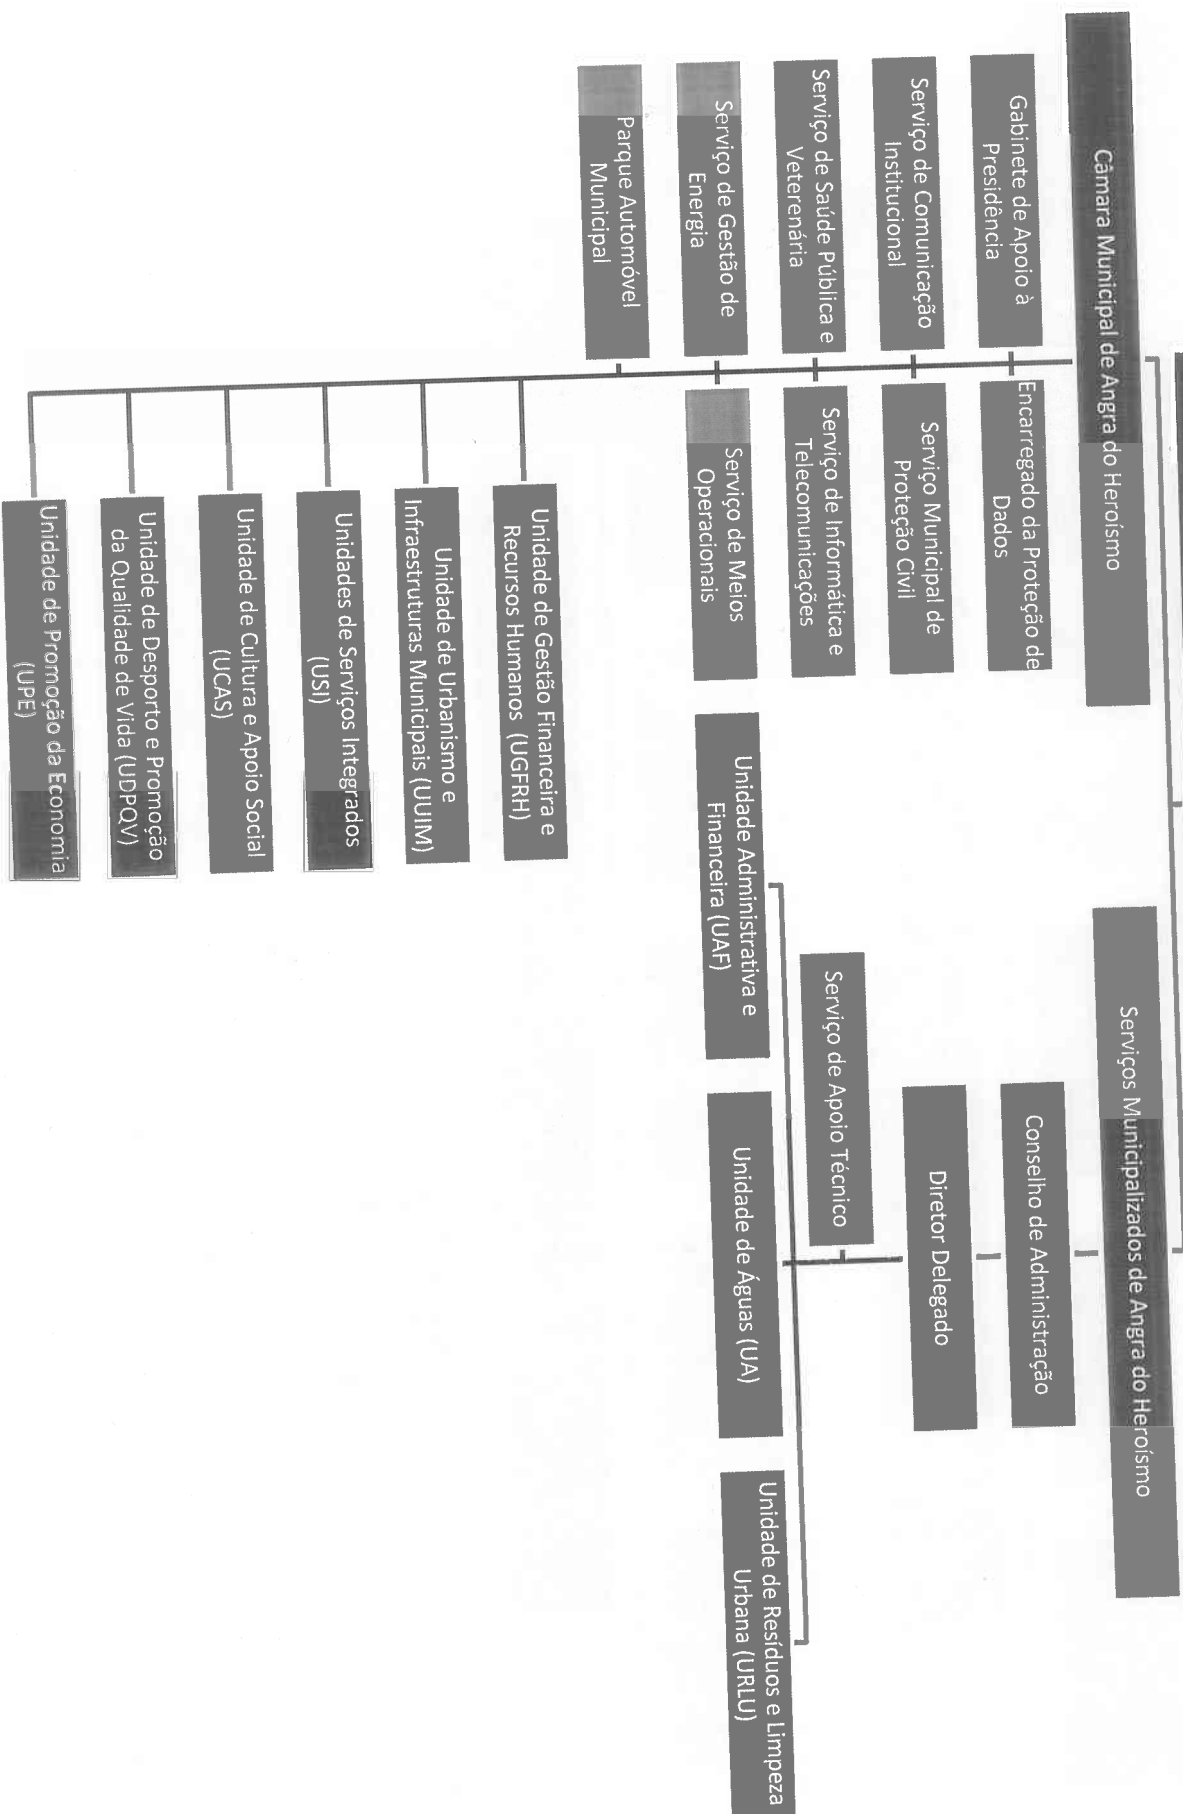 Câmara Municipal de Angra do Heroísmo
Gabinete de Apoio à
Presidência
Encarregado da Proteção de
Dados
Serviço de Comunicação
Institucional
Serviço Municipal de
Proteção Civil
Serviço de Saúde Pública e
Veterenária
Serviço de Informática e
Telecomunicações
Serviço de Gestão de
Energia
Serviço de Meios
Operacionais
Parque Automóvel
Municipal
Unidade de Gestão Financeira e
Recursos Humanos (UGFRH)
Unidade de Urbanismo e
Infraestruturas Municipais (UUIM)
Unidades de Serviços Integrados
(USI)
Unidade de Cultura e Apoio Social
(UCAS)
Unidade de Desporto e Promoção
da Qualidade de Vida (UDPQV)
Unidade de Promoção da Economia
(UPE)
Serviços Municipalizados de Angra do Heroísmo
Conselho de Administração
Diretor Delegado
Serviço de Apoio Técnico
Unidade Administrativa e
Financeira (UAF)
Unidade de Águas (UA)
Unidade de Resíduos e Limpeza
Urbana (URLU)